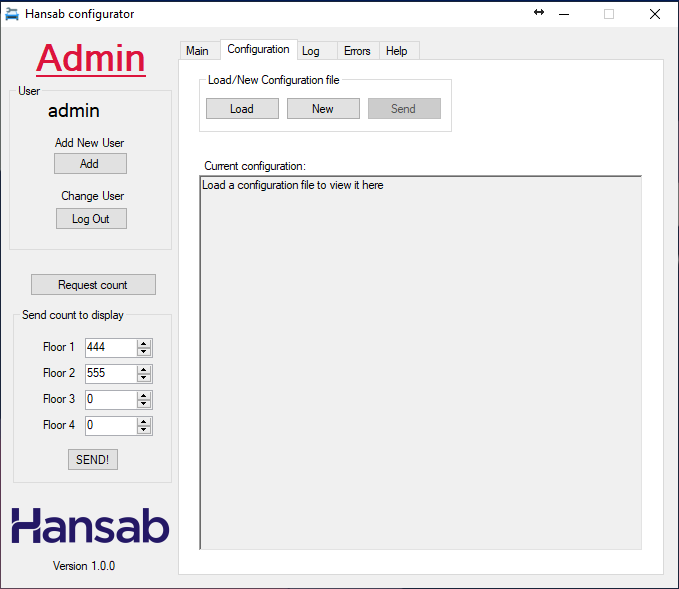 Hansab configurator
Admin
User
admin
Add New User
Add
Change User
Log Out
Request count
Send count to display
Floor 1 444
Floor 2 555
Floor 3 0
Floor 4 0
SEND!
Hansab
Version 1.0.0
Main Configuration Log Errors Help
Load/New Configuration file
Load New Send
Current configuration:
Load a configuration file to view it here